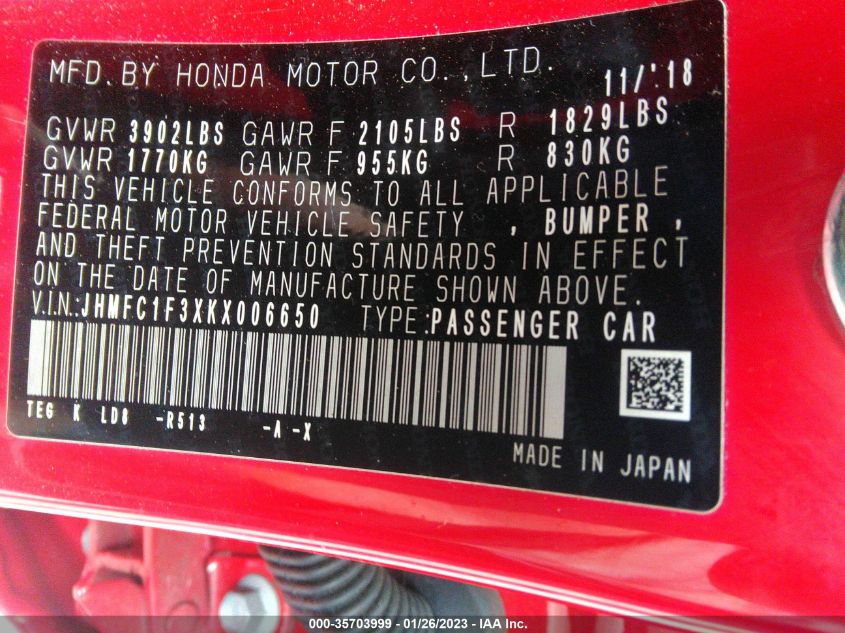 MFD. BY HONDA MOTOR CO., LTD. 11/'18
GVWR 3902LBS GAWR F 2105LBS R 1829LBS
GVWR 1770KG GAWR F 955KG R 830KG
THIS VEHICLE CONFORMS TO ALL APPLICABLE
FEDERAL MOTOR VEHICLE SAFETY , BUMPER ,
AND THEFT PREVENTION STANDARDS IN EFFECT
ON THE DATE OF MANUFACTURE SHOWN ABOVE.
V.I.N.:JHMFC1F3XKX006650 TYPE:PASSENGER CAR
TEG K LD8 -R513 -A -X
MADE IN JAPAN
000-35703999 — 01/26/2023 — IAA Inc.